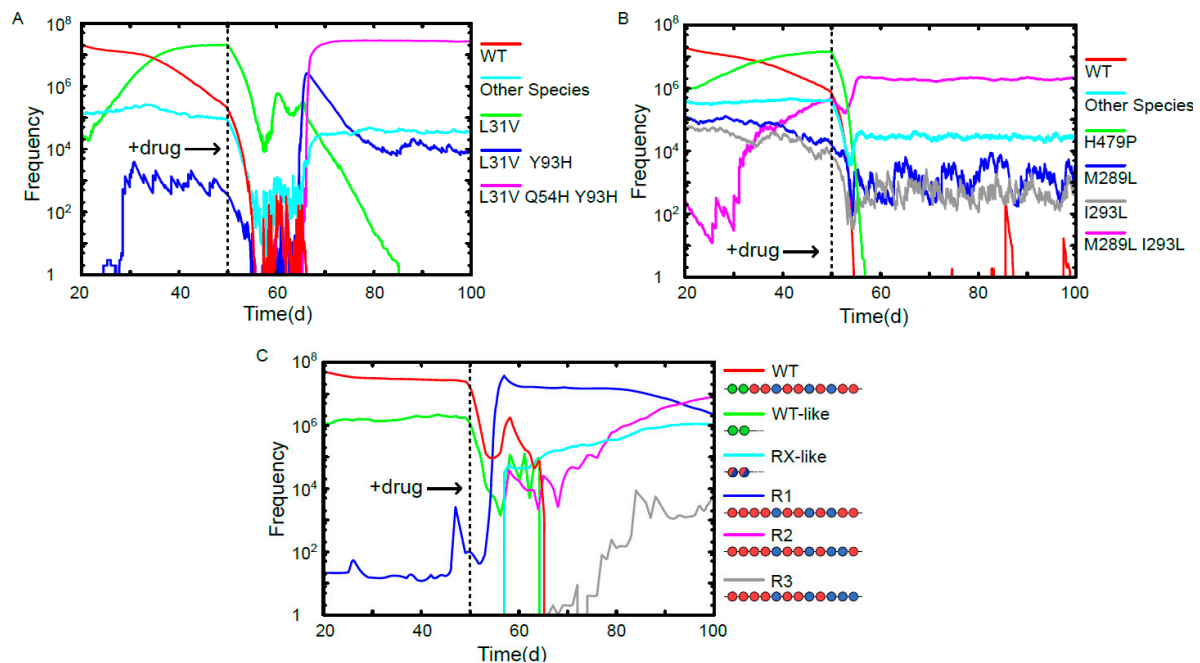 A
Frequency
10^8
10^6
10^4
10^2
1
+drug
20 40 60 80 100
Time(d)
WT
Other Species
L31V
L31V Y93H
L31V Q54H Y93H
B
Frequency
10^8
10^6
10^4
10^2
1
+drug
20 40 60 80 100
Time(d)
WT
Other Species
H479P
M289L
I293L
M289L I293L
C
Frequency
10^8
10^6
10^4
10^2
1
+drug
20 40 60 80 100
Time(d)
WT
WT-like
RX-like
R1
R2
R3